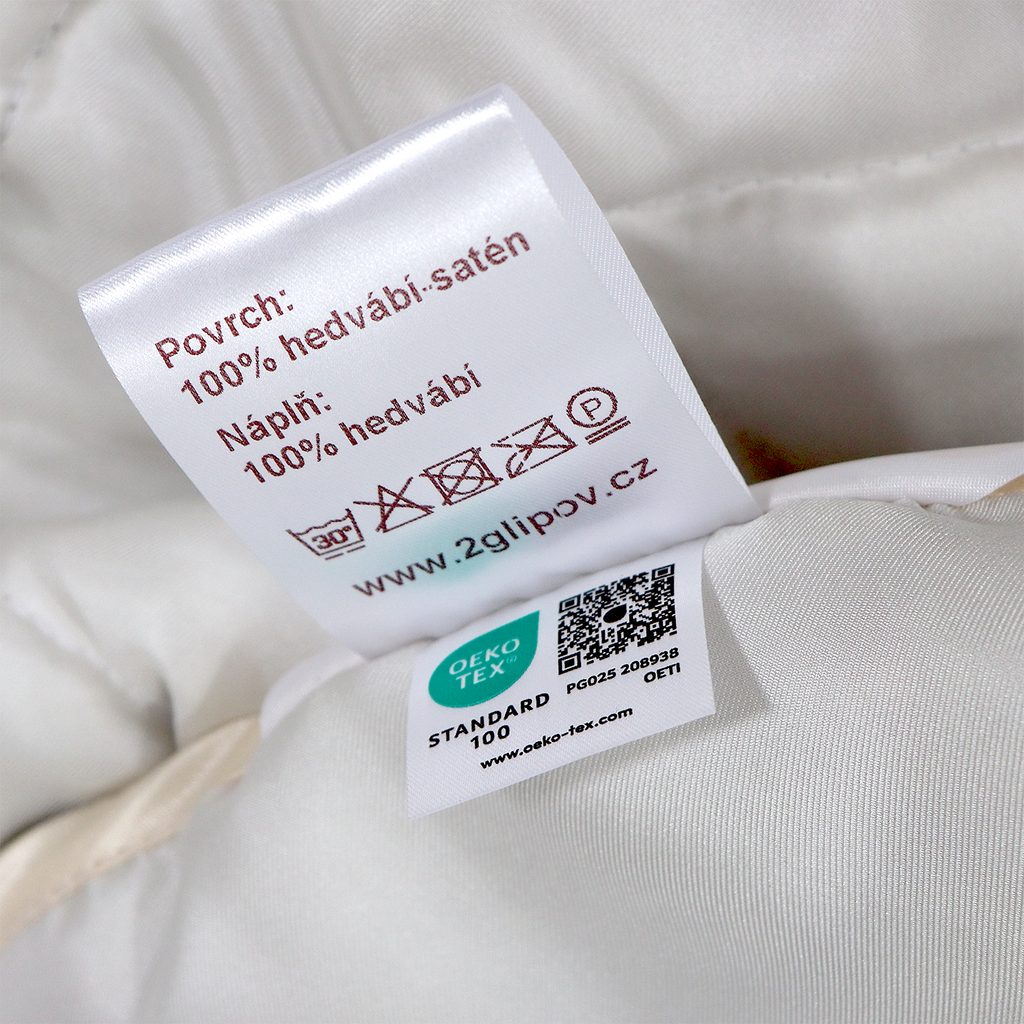 Povrch:
100% hedvábí-satén
Náplň:
100% hedvábí
30°
P
www.2glipov.cz
OEKO
TEX®
STANDARD
100
PG025 208938
OETI
www.oeko-tex.com